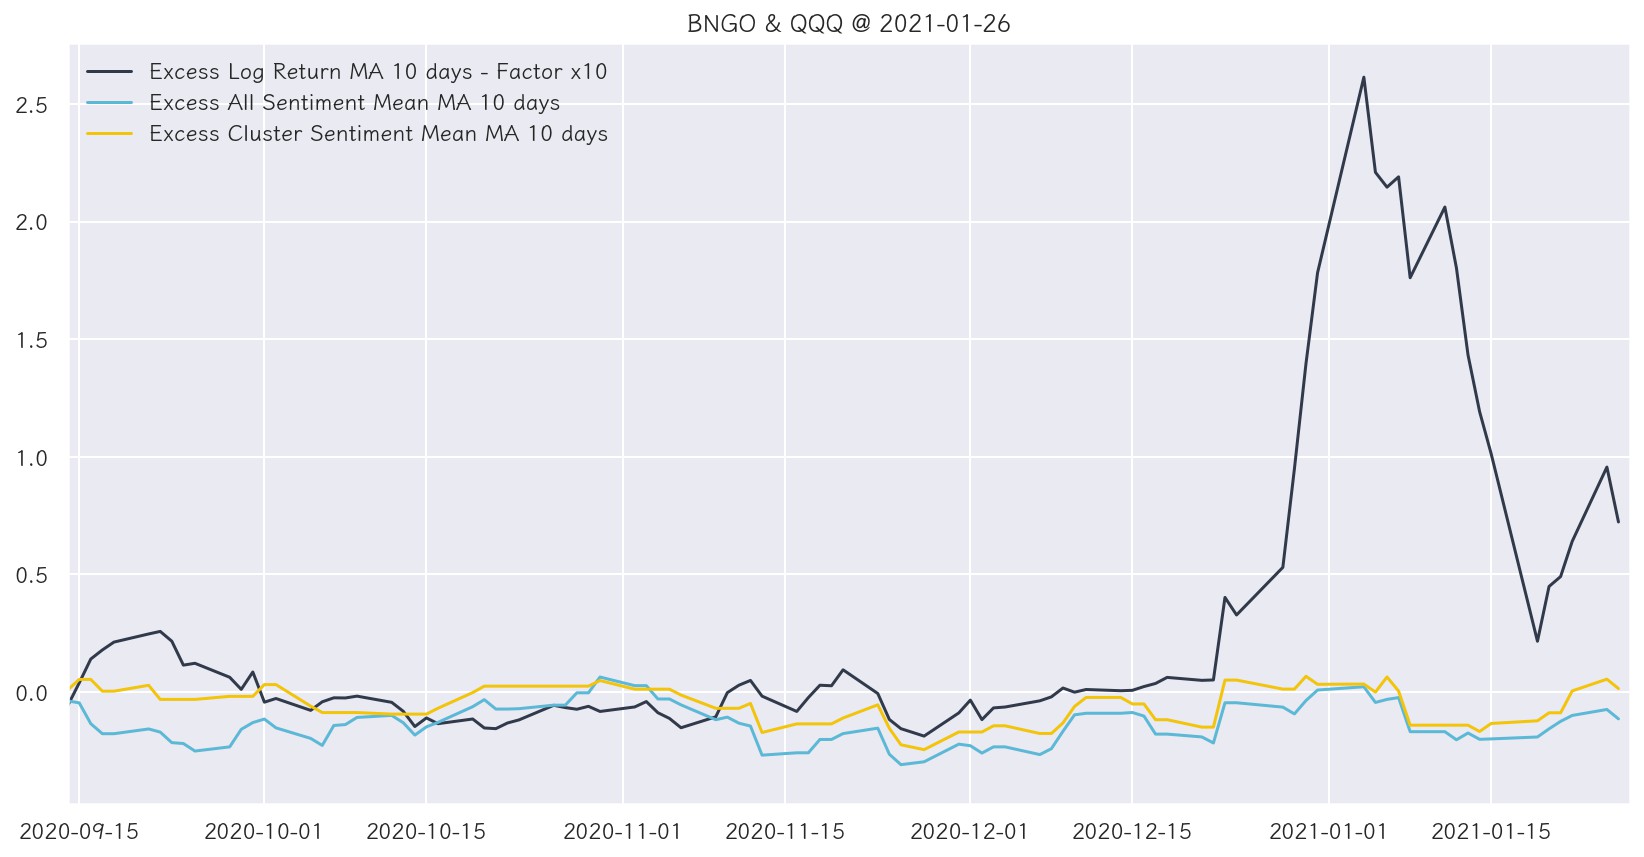 BNGO & QQQ @ 2021-01-26
Excess Log Return MA 10 days - Factor x10
Excess All Sentiment Mean MA 10 days
Excess Cluster Sentiment Mean MA 10 days
2.5
2.0
1.5
1.0
0.5
0.0
2020-09-15 2020-10-01 2020-10-15 2020-11-01 2020-11-15 2020-12-01 2020-12-15 2021-01-01 2021-01-15